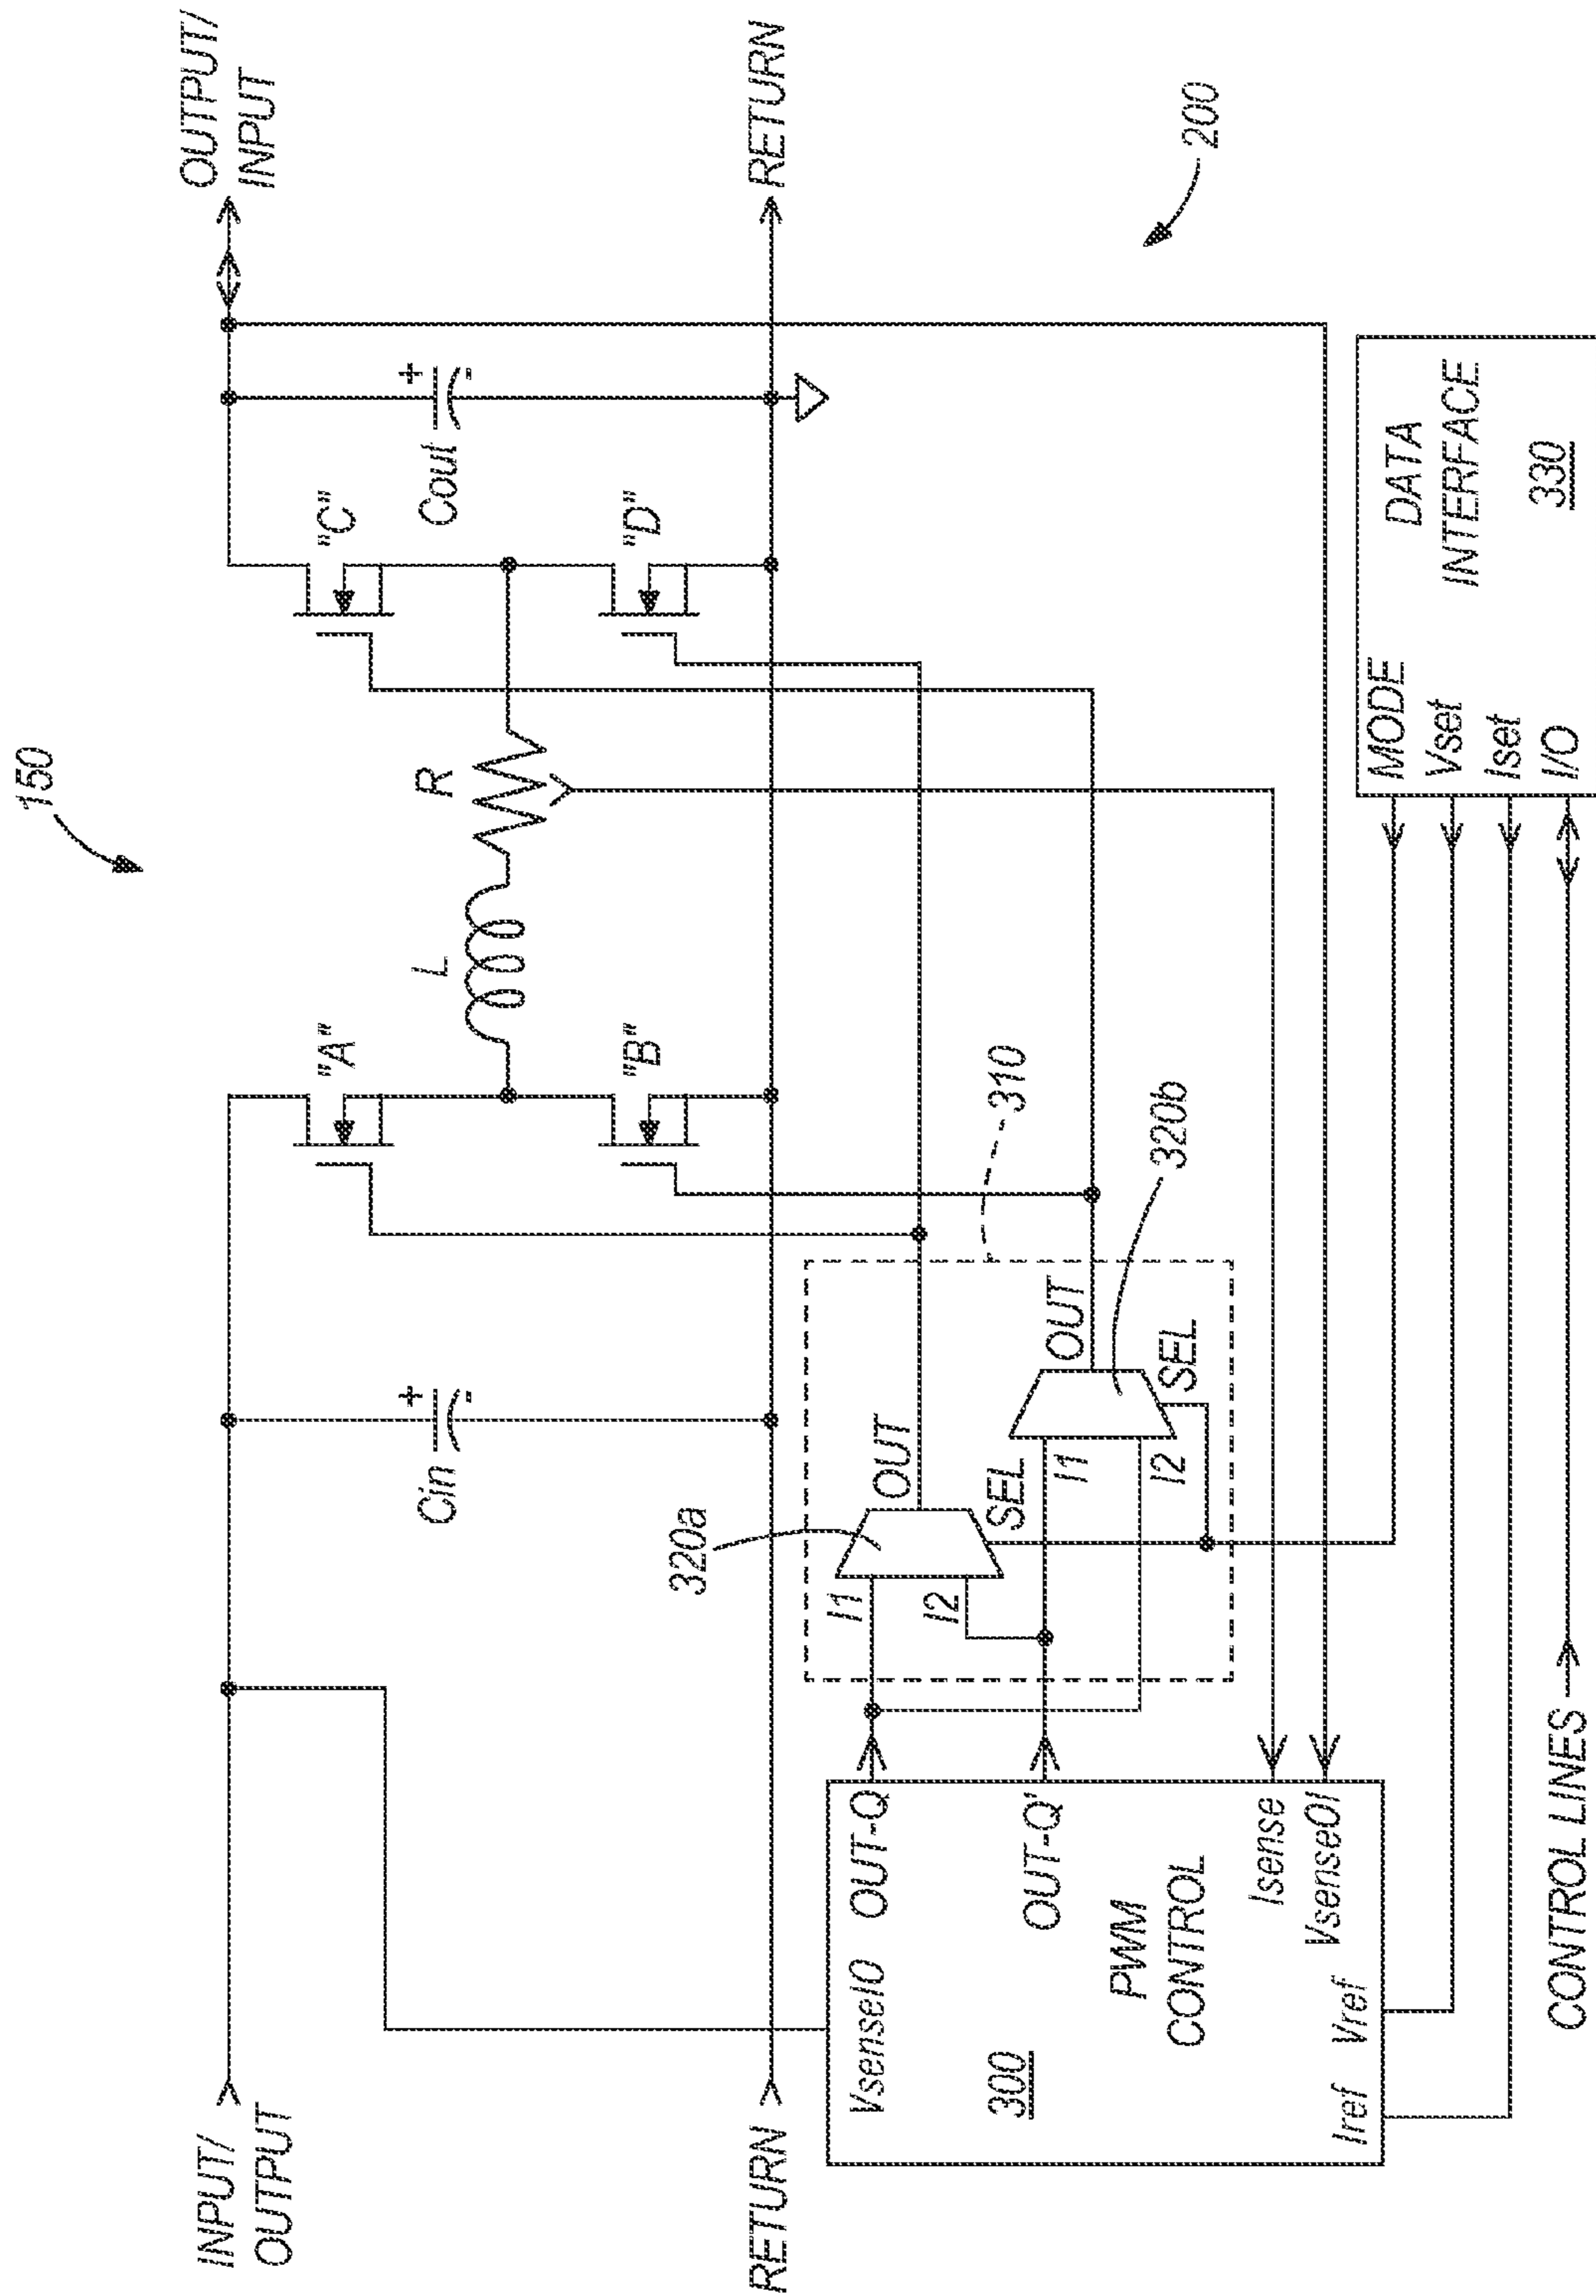 150
INPUT/
OUTPUT
OUTPUT/
INPUT
Cin
+
-
"A"
"B"
L
R
"C"
"D"
Cout
+
-
RETURN
RETURN
200
320a
I1
I2
OUT
SEL
310
I1
I2
OUT
SEL
320b
VsenseIO
OUT-Q
OUT-Q'
300
PWM
CONTROL
Isense
VsenseOI
Iref
Vref
MODE
Vset
Iset
I/O
DATA
INTERFACE
330
CONTROL LINES